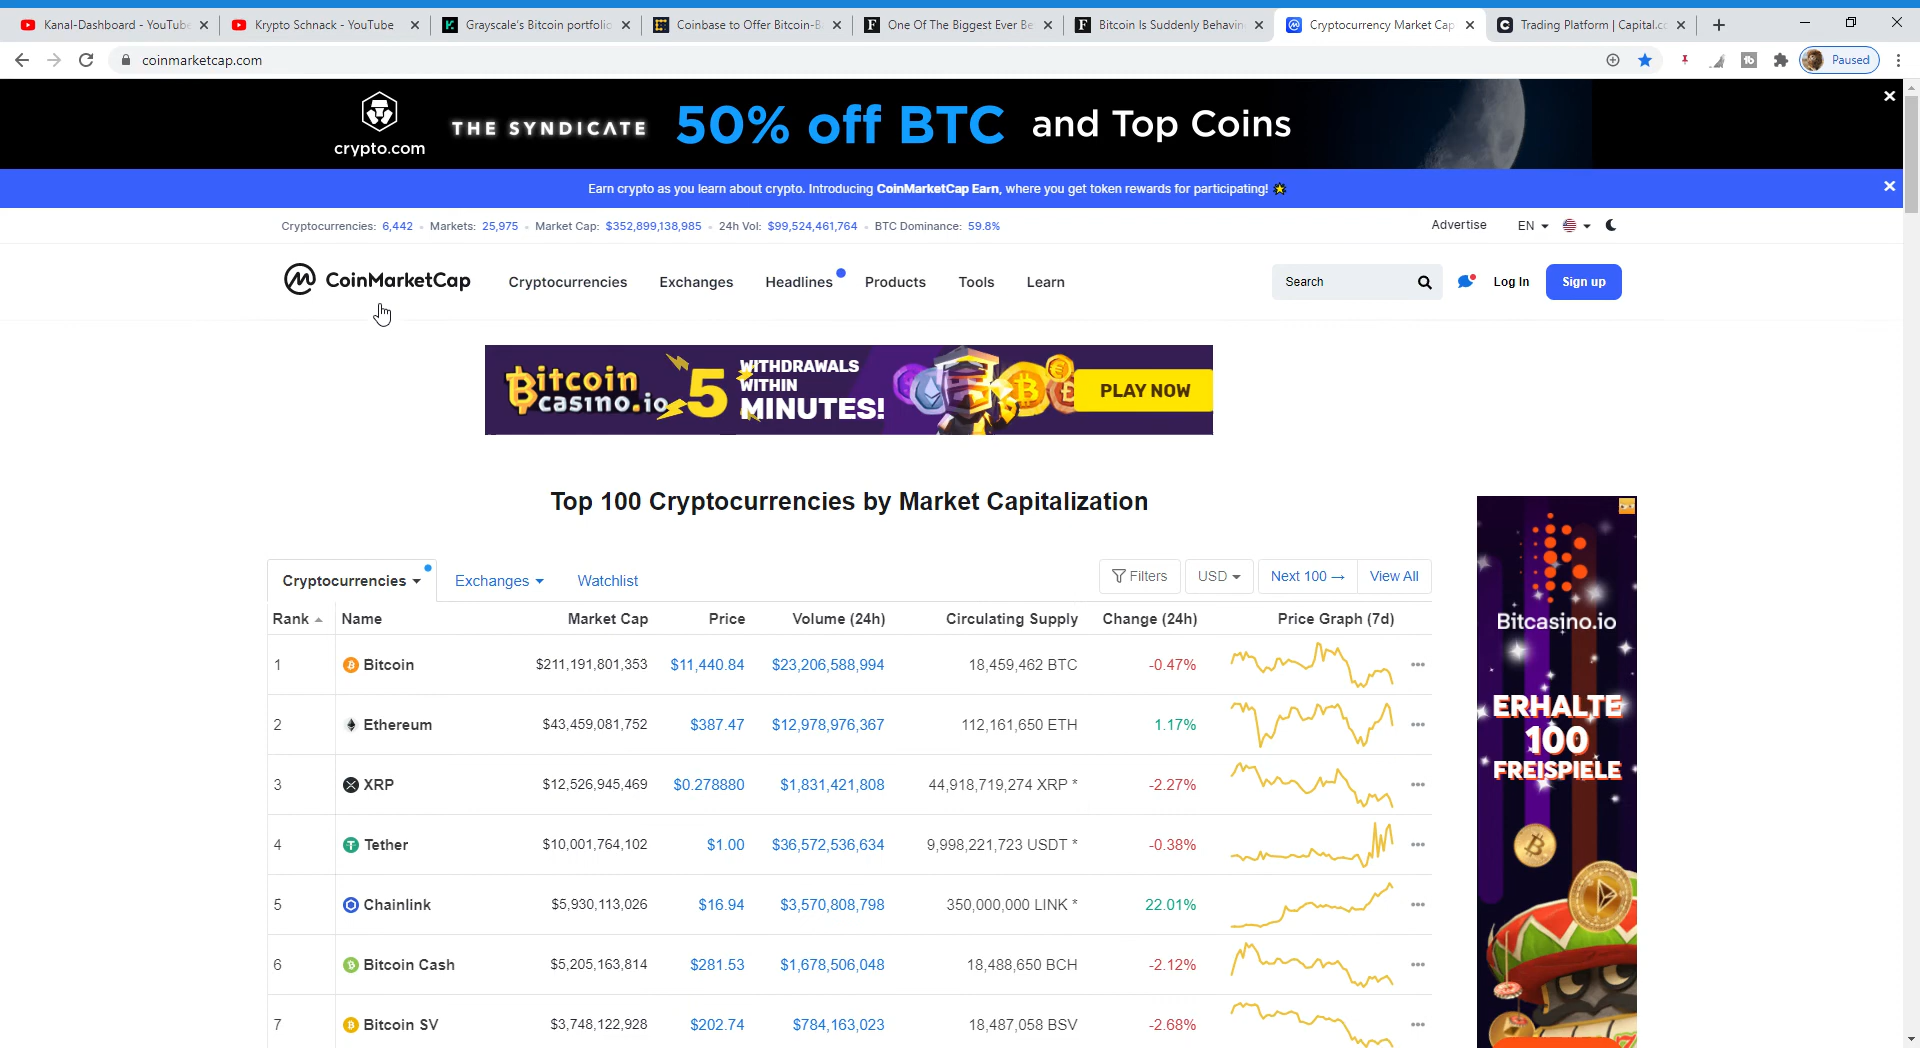 Kanal-Dashboard - YouTube
Krypto Schnack - YouTube
Grayscale's Bitcoin portfolio
Coinbase to Offer Bitcoin-B
One Of The Biggest Ever Be
Bitcoin Is Suddenly Behavin
Cryptocurrency Market Cap
Trading Platform | Capital.co
coinmarketcap.com
Paused
crypto.com
THE SYNDICATE
50% off BTC and Top Coins
Earn crypto as you learn about crypto. Introducing CoinMarketCap Earn, where you get token rewards for participating!
Cryptocurrencies: 6,442 Markets: 25,975 Market Cap: $352,899,138,985 24h Vol: $99,524,461,764 BTC Dominance: 59.8%
Advertise EN
CoinMarketCap Cryptocurrencies Exchanges Headlines Products Tools Learn
Search Log In Sign up
Bitcoin
casino.io
5 WITHDRAWALS
WITHIN
MINUTES!
PLAY NOW
Top 100 Cryptocurrencies by Market Capitalization
Cryptocurrencies Exchanges Watchlist
Filters USD Next 100 → View All
Rank Name Market Cap Price Volume (24h) Circulating Supply Change (24h) Price Graph (7d)
1 Bitcoin $211,191,801,353 $11,440.84 $23,206,588,994 18,459,462 BTC -0.47%
2 Ethereum $43,459,081,752 $387.47 $12,978,976,367 112,161,650 ETH 1.17%
3 XRP $12,526,945,469 $0.278880 $1,831,421,808 44,918,719,274 XRP * -2.27%
4 Tether $10,001,764,102 $1.00 $36,572,536,634 9,998,221,723 USDT * -0.38%
5 Chainlink $5,930,113,026 $16.94 $3,570,808,798 350,000,000 LINK * 22.01%
6 Bitcoin Cash $5,205,163,814 $281.53 $1,678,506,048 18,488,650 BCH -2.12%
7 Bitcoin SV $3,748,122,928 $202.74 $784,163,023 18,487,058 BSV -2.68%
Bitcasino.io
ERHALTE
100
FREISPIELE